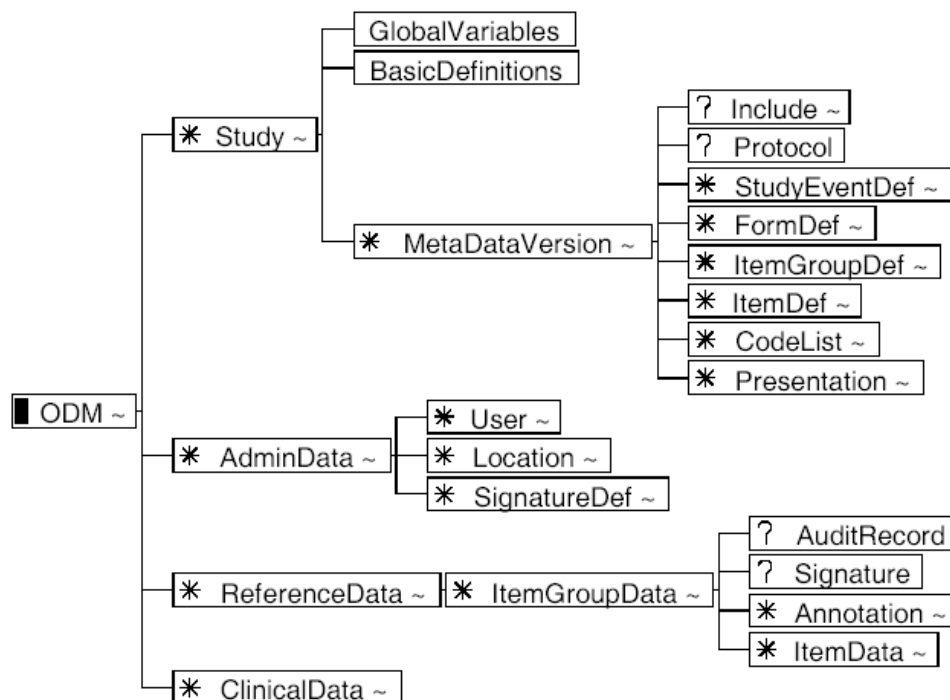 GlobalVariables
BasicDefinitions
* Study ~
? Include ~
? Protocol
* StudyEventDef ~
* FormDef ~
* MetaDataVersion ~
* ItemGroupDef ~
* ItemDef ~
* CodeList ~
* Presentation ~
ODM ~
* User ~
* AdminData ~
* Location ~
* SignatureDef ~
? AuditRecord
? Signature
* ReferenceData ~
* ItemGroupData ~
* Annotation ~
* ItemData ~
* ClinicalData ~